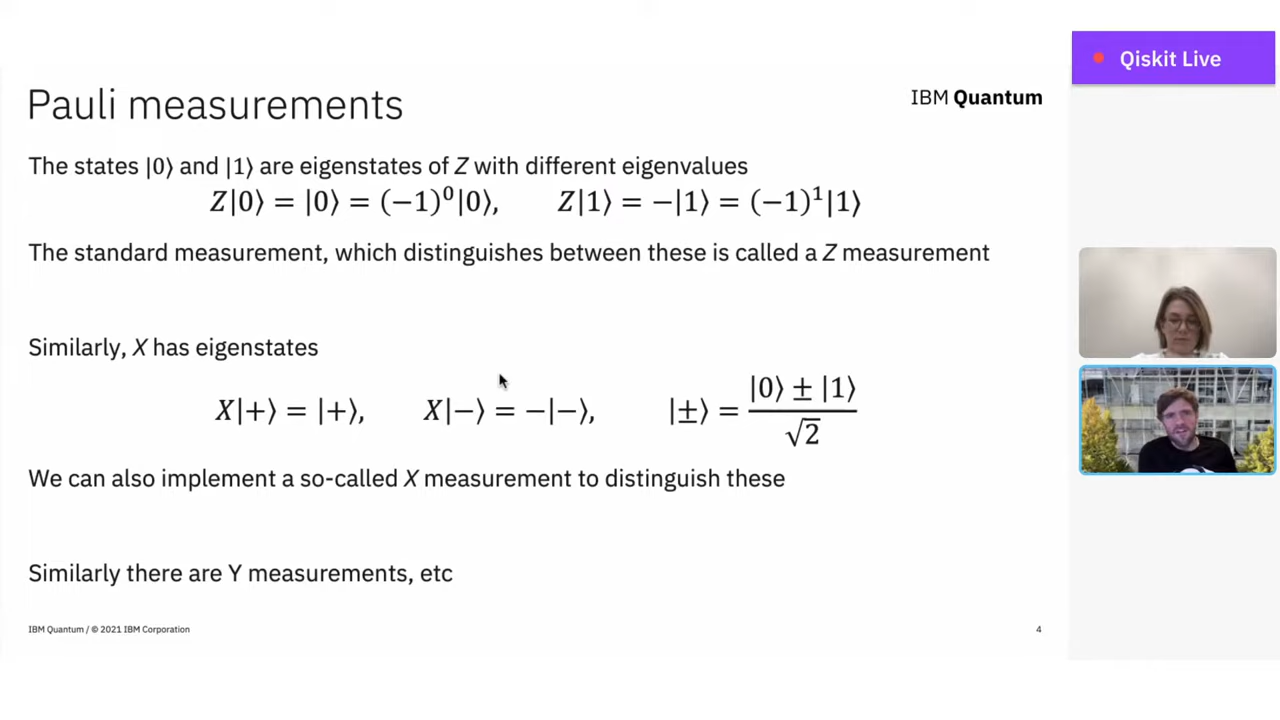 Qiskit Live
Pauli measurements
IBM Quantum
The states |0⟩ and |1⟩ are eigenstates of Z with different eigenvalues
Z|0⟩ = |0⟩ = (−1)⁰|0⟩, Z|1⟩ = −|1⟩ = (−1)¹|1⟩
The standard measurement, which distinguishes between these is called a Z measurement
Similarly, X has eigenstates
X|+⟩ = |+⟩, X|−⟩ = −|−⟩, |±⟩ = (|0⟩ ± |1⟩)/√2
We can also implement a so-called X measurement to distinguish these
Similarly there are Y measurements, etc
IBM Quantum / © 2021 IBM Corporation
4